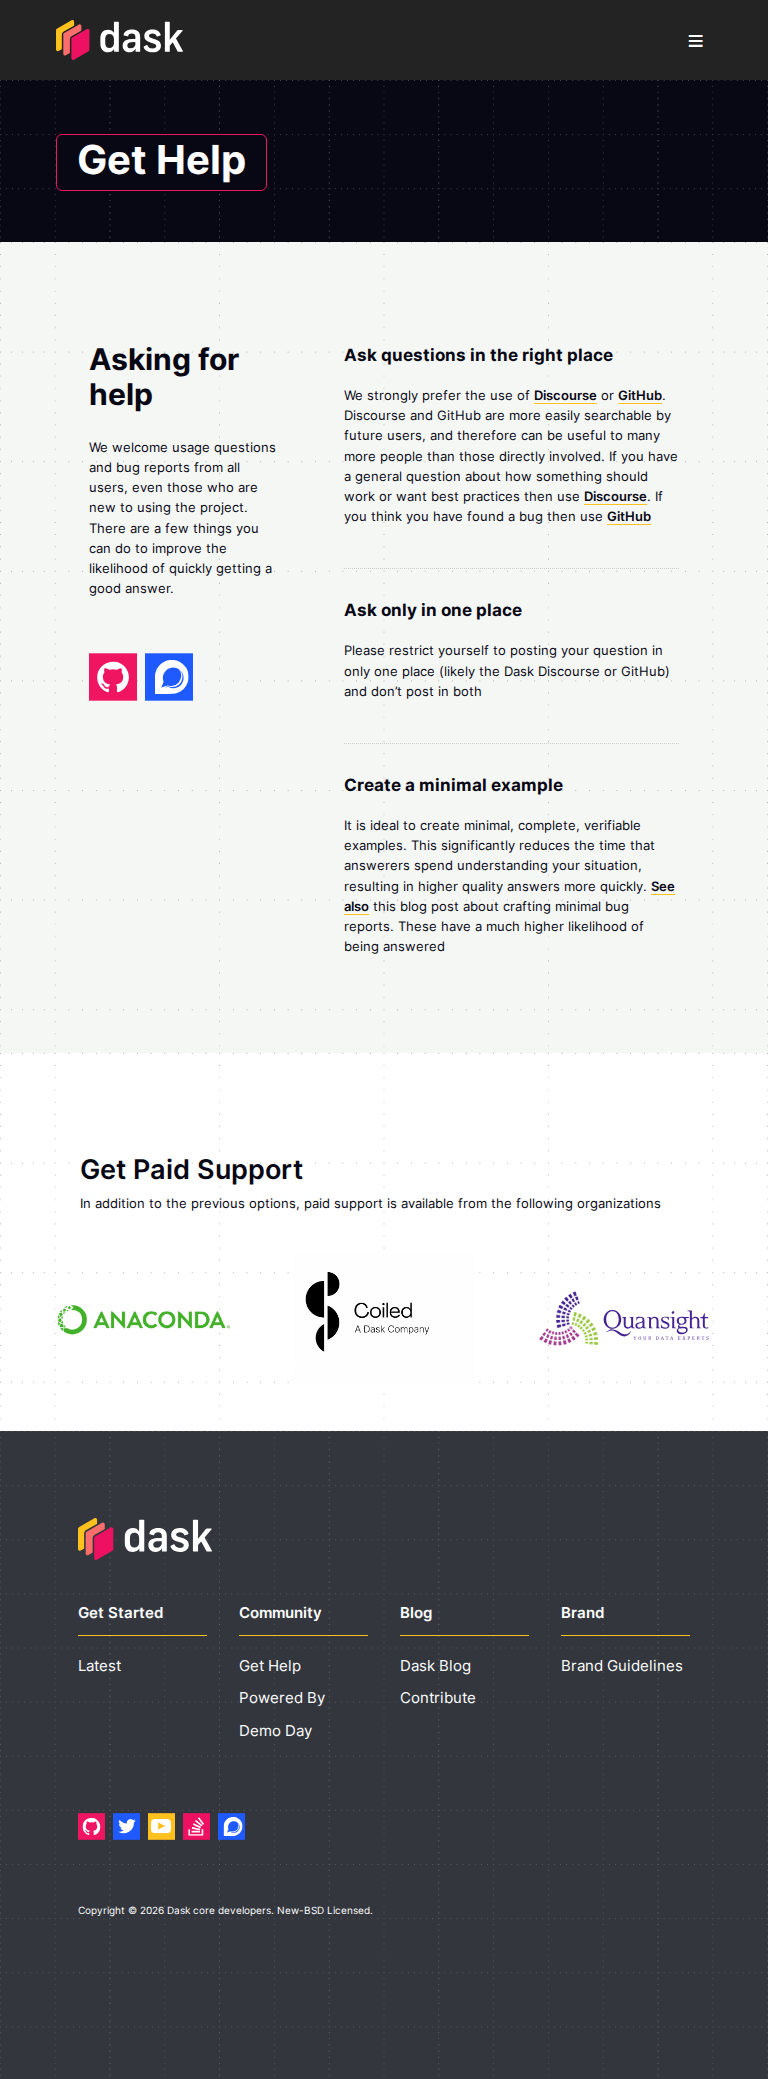 dask
Get Help
Asking for
help
We welcome usage questions
and bug reports from all
users, even those who are
new to using the project.
There are a few things you
can do to improve the
likelihood of quickly getting a
good answer.
Ask questions in the right place
We strongly prefer the use of Discourse or GitHub.
Discourse and GitHub are more easily searchable by
future users, and therefore can be useful to many
more people than those directly involved. If you have
a general question about how something should
work or want best practices then use Discourse. If
you think you have found a bug then use GitHub
Ask only in one place
Please restrict yourself to posting your question in
only one place (likely the Dask Discourse or GitHub)
and don’t post in both
Create a minimal example
It is ideal to create minimal, complete, verifiable
examples. This significantly reduces the time that
answerers spend understanding your situation,
resulting in higher quality answers more quickly. See
also this blog post about crafting minimal bug
reports. These have a much higher likelihood of
being answered
Get Paid Support
In addition to the previous options, paid support is available from the following organizations
ANACONDA®
Coiled
A Dask Company
Quansight
YOUR DATA EXPERTS
dask
Get Started
Latest
Community
Get Help
Powered By
Demo Day
Blog
Dask Blog
Contribute
Brand
Brand Guidelines
Copyright © 2026 Dask core developers. New-BSD Licensed.